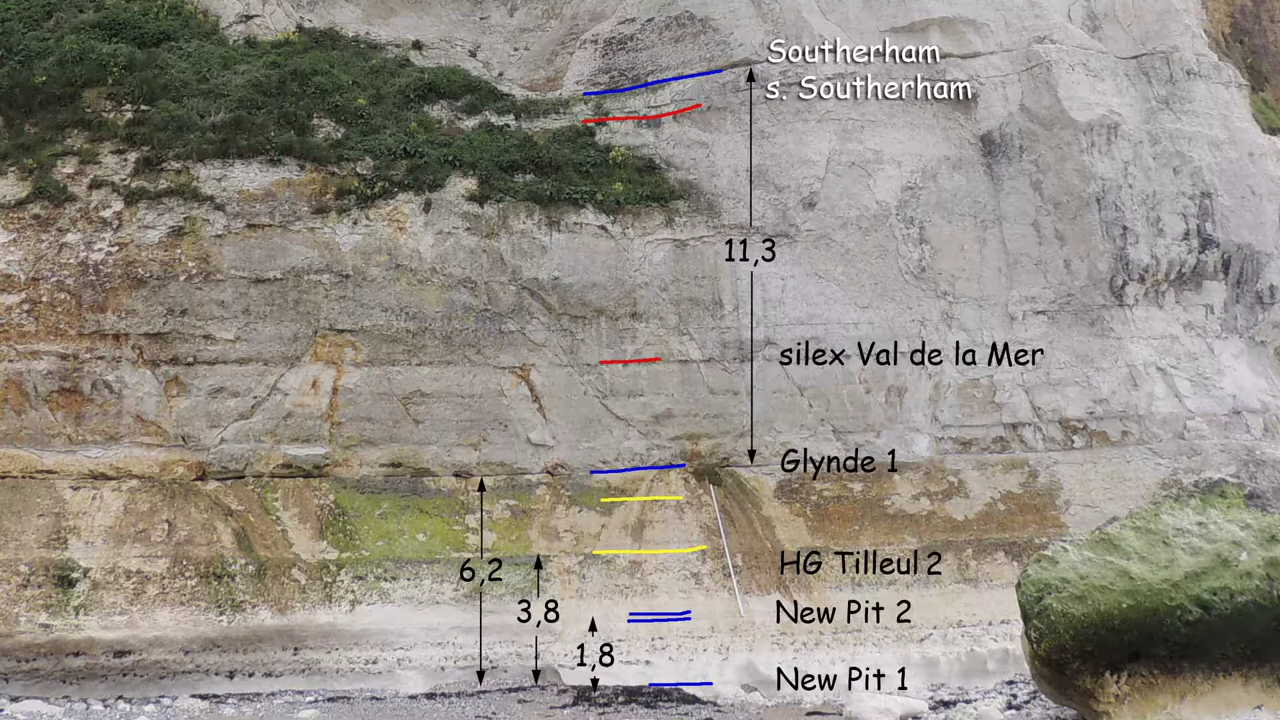 Southerham
s. Southerham
11,3
silex Val de la Mer
Glynde 1
HG Tilleul 2
6,2
New Pit 2
3,8
1,8
New Pit 1